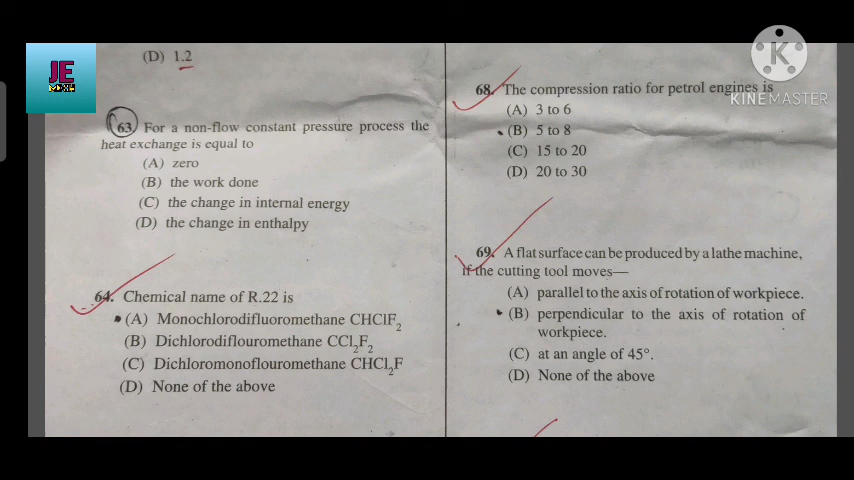 JE
(D) 1.2
63. For a non-flow constant pressure process the
heat exchange is equal to
(A) zero
(B) the work done
(C) the change in internal energy
(D) the change in enthalpy
64. Chemical name of R.22 is
(A) Monochlorodifluoromethane CHClF₂
(B) Dichlorodiflouromethane CCl₂F₂
(C) Dichloromonoflouromethane CHCl₂F
(D) None of the above
KINEMASTER
68. The compression ratio for petrol engines is
(A) 3 to 6
(B) 5 to 8
(C) 15 to 20
(D) 20 to 30
69. A flat surface can be produced by a lathe machine,
if the cutting tool moves—
(A) parallel to the axis of rotation of workpiece.
(B) perpendicular to the axis of rotation of
workpiece.
(C) at an angle of 45°.
(D) None of the above